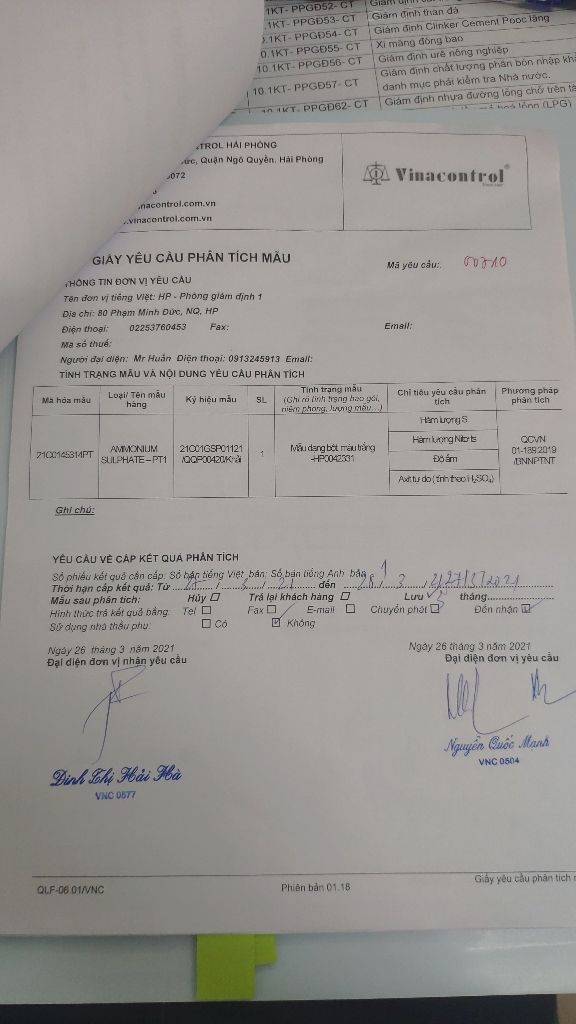 1KT- PPGĐ52- CT
.1KT- PPGĐ53- CT Giám định than đá
0.1KT- PPGĐ54- CT Giám định Clinker Cement Pooc lăng
0.1KT- PPGĐ55- CT Xi măng đóng bao
10.1KT- PPGĐ56- CT Giám định urê nông nghiệp
10.1KT- PPGĐ57- CT Giám định chất lượng phân bón nhập
danh mục phải kiểm tra Nhà nước.
10.1KT- PPGĐ62- CT Giám định nhựa đường lỏng chở trên
(LPG)
TROL HẢI PHÒNG
ức, Quận Ngô Quyền, Hải Phòng
072
nacontrol.com.vn
.vinacontrol.com.vn
Vinacontrol®
GIẤY YÊU CẦU PHÂN TÍCH MẪU
Mã yêu cầu:
THÔNG TIN ĐƠN VỊ YÊU CẦU
Tên đơn vị tiếng Việt: HP - Phòng giám định 1
Địa chỉ: 80 Phạm Minh Đức, NQ, HP
Điện thoại: 02253760453 Fax: Email:
Mã số thuế:
Người đại diện: Mr Huấn Điện thoại: 0913245913 Email:
TÌNH TRẠNG MẪU VÀ NỘI DUNG YÊU CẦU PHÂN TÍCH
Mã hóa mẫu
Loại/ Tên mẫu hàng
Ký hiệu mẫu
SL
Tình trạng mẫu
(Ghi rõ tình trạng bao gói, niêm phong, lượng mẫu...)
Chỉ tiêu yêu cầu phân tích
Phương pháp phân tích
21C00145314PT
AMMONIUM
SULPHATE – PT1
21C01GSP01121
/QQP00420/Khải
1
Mẫu dạng bột, màu trắng
-HP0042331
Hàm lượng S
Hàm lượng Nito ts
Độ ẩm
Axit tự do ( tính theo H₂SO₄)
QCVN
01-189:2019
/BNNPTNT
Ghi chú:
YÊU CẦU VỀ CẤP KẾT QUẢ PHÂN TÍCH
Số phiếu kết quả cần cấp: Số bản tiếng Việt bản; Số bản tiếng Anh bản 1
Thời hạn cấp kết quả: Từ / 3 / 21 đến 28 / 3 /
Mẫu sau phân tích: Hủy Trả lại khách hàng Lưu 3 tháng
Hình thức trả kết quả bằng: Tel Fax E-mail Chuyển phát Đến nhận
Sử dụng nhà thầu phụ: Có Không
Ngày 26 tháng 3 năm 2021 Ngày 26 tháng 3 năm 2021
Đại diện đơn vị nhận yêu cầu Đại diện đơn vị yêu cầu
Nguyễn Quốc Mạnh
VNC 0504
Đinh Thị Hải Hà
VNC 0577
QLF-06.01/VNC Phiên bản 01.18 Giấy yêu cầu phân tích